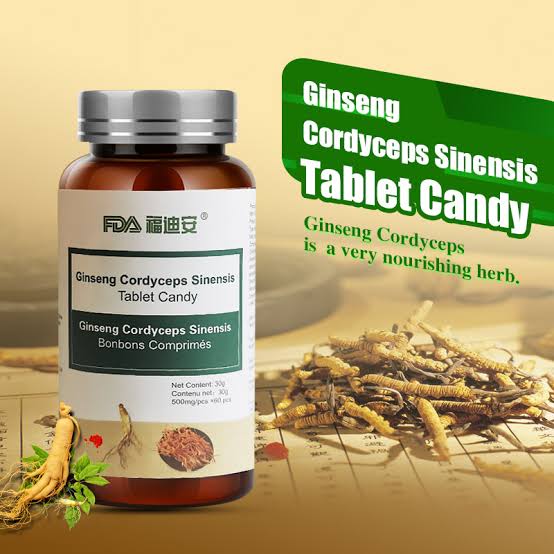 Ginseng
Cordyceps Sinensis
Tablet Candy
Ginseng Cordyceps
is a very nourishing herb.
FDA 福迪安®
Ginseng Cordyceps Sinensis
Tablet Candy
Ginseng Cordyceps Sinensis
Bonbons Comprimés
Net Content: 30g
Contenu net: 30g
500mg/pcs ×60 pcs